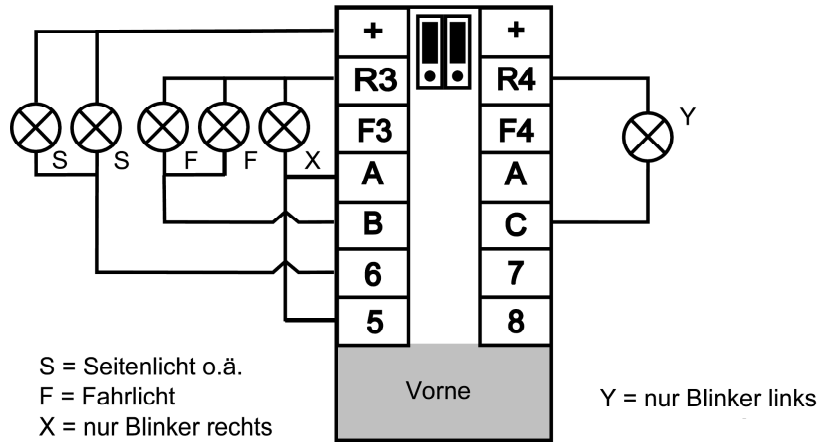 + +
R3 R4
F3 F4
A A
B C
6 7
5 8
S S F F X Y
Vorne
S = Seitenlicht o.ä.
F = Fahrlicht
X = nur Blinker rechts
Y = nur Blinker links